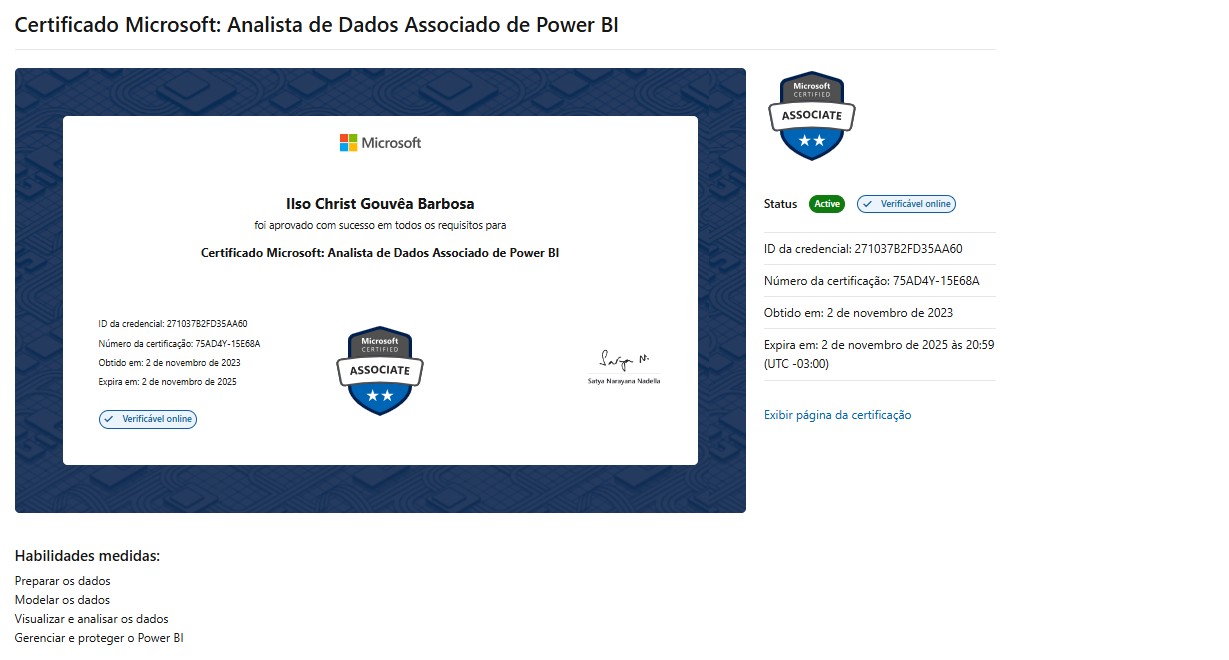 Certificado Microsoft: Analista de Dados Associado de Power BI
Microsoft
Ilso Christ Gouvêa Barbosa
foi aprovado com sucesso em todos os requisitos para
Certificado Microsoft: Analista de Dados Associado de Power BI
ID da credencial: 271037B2FD35AA60
Número da certificação: 75AD4Y-15E68A
Obtido em: 2 de novembro de 2023
Expira em: 2 de novembro de 2025
Verificável online
Microsoft
CERTIFIED
ASSOCIATE
Satya N.
Satya Narayana Nadella
Microsoft
CERTIFIED
ASSOCIATE
Status Active Verificável online
ID da credencial: 271037B2FD35AA60
Número da certificação: 75AD4Y-15E68A
Obtido em: 2 de novembro de 2023
Expira em: 2 de novembro de 2025 às 20:59
(UTC -03:00)
Exibir página da certificação
Habilidades medidas:
Preparar os dados
Modelar os dados
Visualizar e analisar os dados
Gerenciar e proteger o Power BI